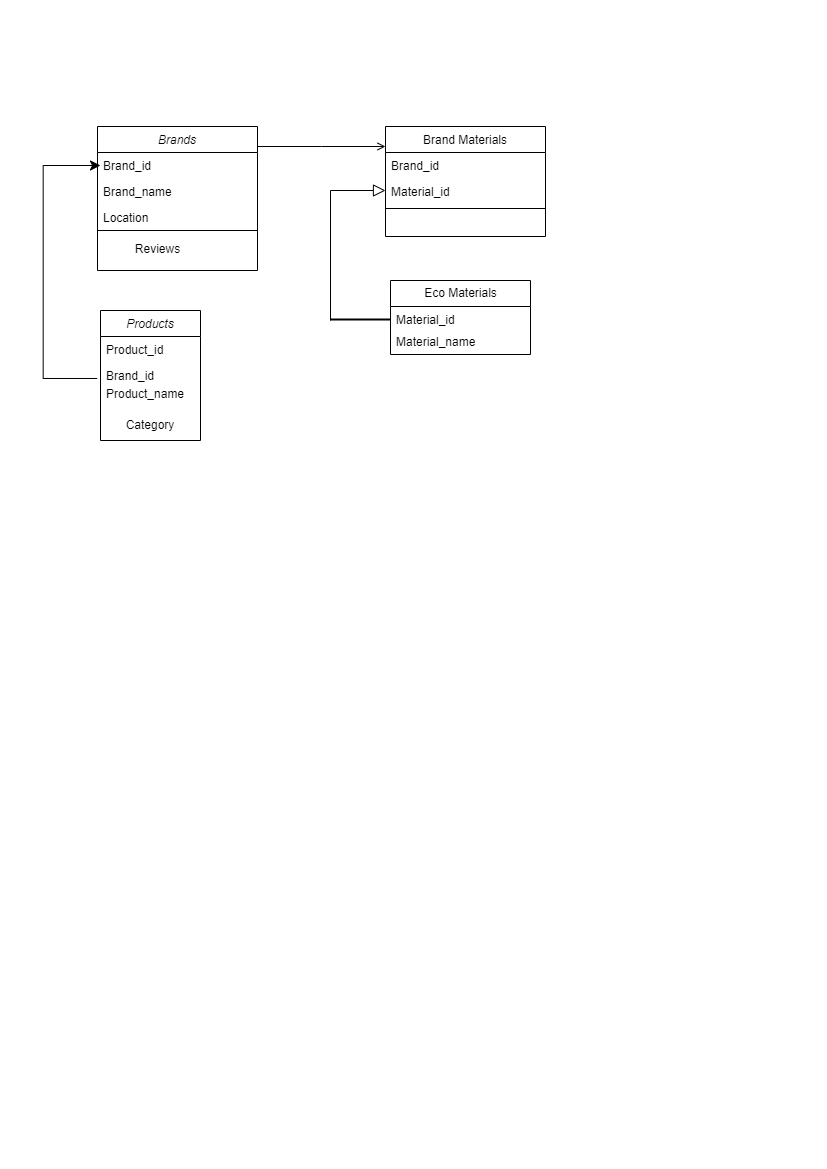 Brands
Brand_id
Brand_name
Location
Reviews
Brand Materials
Brand_id
Material_id
Eco Materials
Material_id
Material_name
Products
Product_id
Brand_id
Product_name
Category